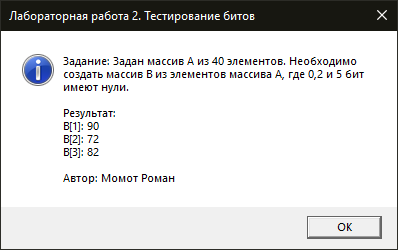 Лабораторная работа 2. Тестирование битов
Задание: Задан массив А из 40 элементов. Необходимо
создать массив В из элементов массива А, где 0,2 и 5 бит
имеют нули.
Результат:
B[1]: 90
B[2]: 72
B[3]: 82
Автор: Момот Роман
OK